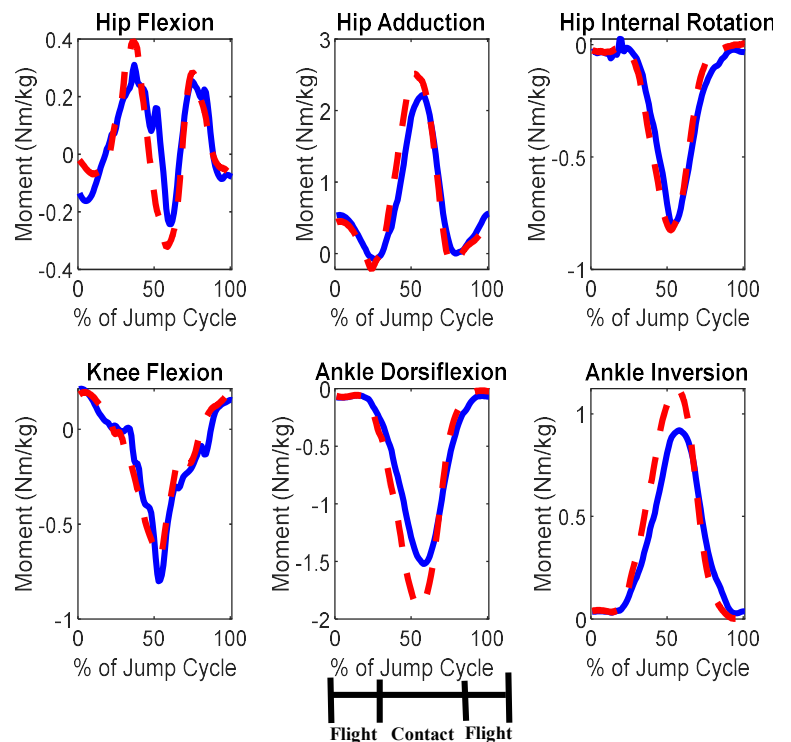 Hip Flexion
Hip Adduction
Hip Internal Rotation
Moment (Nm/kg)
0.4
0.2
0
-0.2
-0.4
0 50 100
% of Jump Cycle
Moment (Nm/kg)
3
2
1
0
0 50 100
% of Jump Cycle
Moment (Nm/kg)
0
-0.5
-1
0 50 100
% of Jump Cycle
Knee Flexion
Ankle Dorsiflexion
Ankle Inversion
Moment (Nm/kg)
0
-0.5
-1
0 50 100
% of Jump Cycle
Moment (Nm/kg)
0
-0.5
-1
-1.5
-2
0 50 100
% of Jump Cycle
Moment (Nm/kg)
1
0.5
0
0 50 100
% of Jump Cycle
Flight Contact Flight